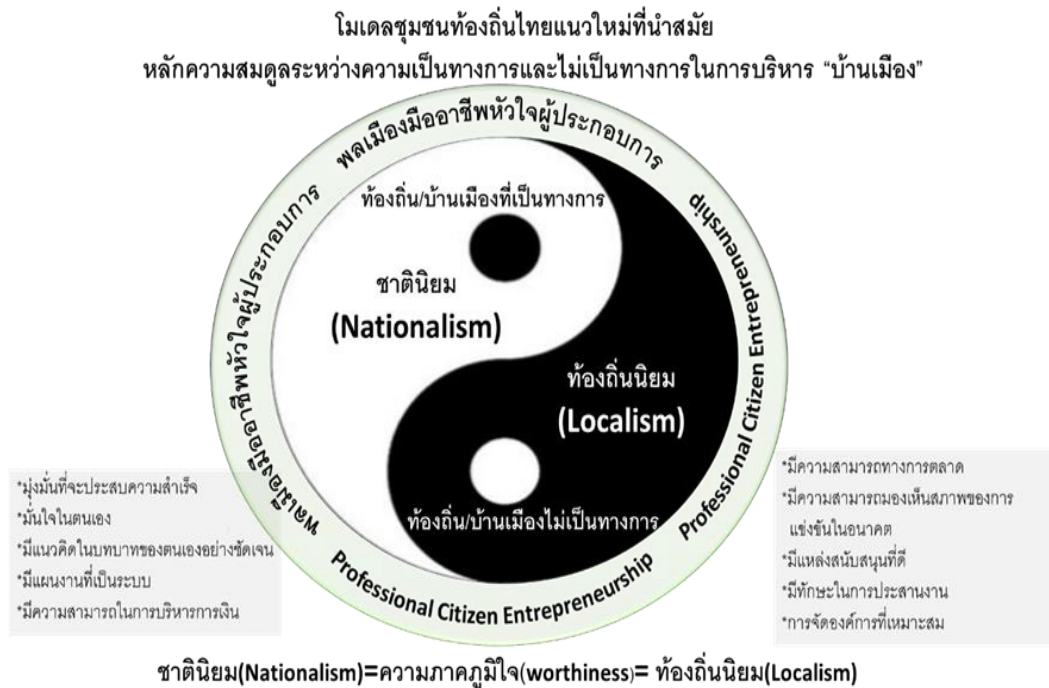 โมเดลชุมชนท้องถิ่นไทยแนวใหม่ที่นำสมัย
หลักความสมดูลระหว่างความเป็นทางการและไม่เป็นทางการในการบริหาร “บ้านเมือง”
พลเมืองมืออาชีพหัวใจผู้ประกอบการ
พลเมืองมืออาชีพหัวใจผู้ประกอบการ
Professional Citizen Entrepreneurship
Professional Citizen Entrepreneurship
ท้องถิ่น/บ้านเมืองที่เป็นทางการ
ชาตินิยม
(Nationalism)
ท้องถิ่นนิยม
(Localism)
ท้องถิ่น/บ้านเมืองไม่เป็นทางการ
*มุ่งมั่นที่จะประสบความสำเร็จ
*มั่นใจในตนเอง
*มีแนวคิดในบทบาทของตนเองอย่างชัดเจน
*มีแผนงานที่เป็นระบบ
*มีความสามารถในการบริหารการเงิน
*มีความสามารถทางการตลาด
*มีความสามารถมองเห็นสภาพของการ
แข่งขันในอนาคต
*มีแหล่งสนับสนุนที่ดี
*มีทักษะในการประสานงาน
*การจัดองค์การที่เหมาะสม
ชาตินิยม(Nationalism)=ความภาคภูมิใจ(worthiness)= ท้องถิ่นนิยม(Localism)